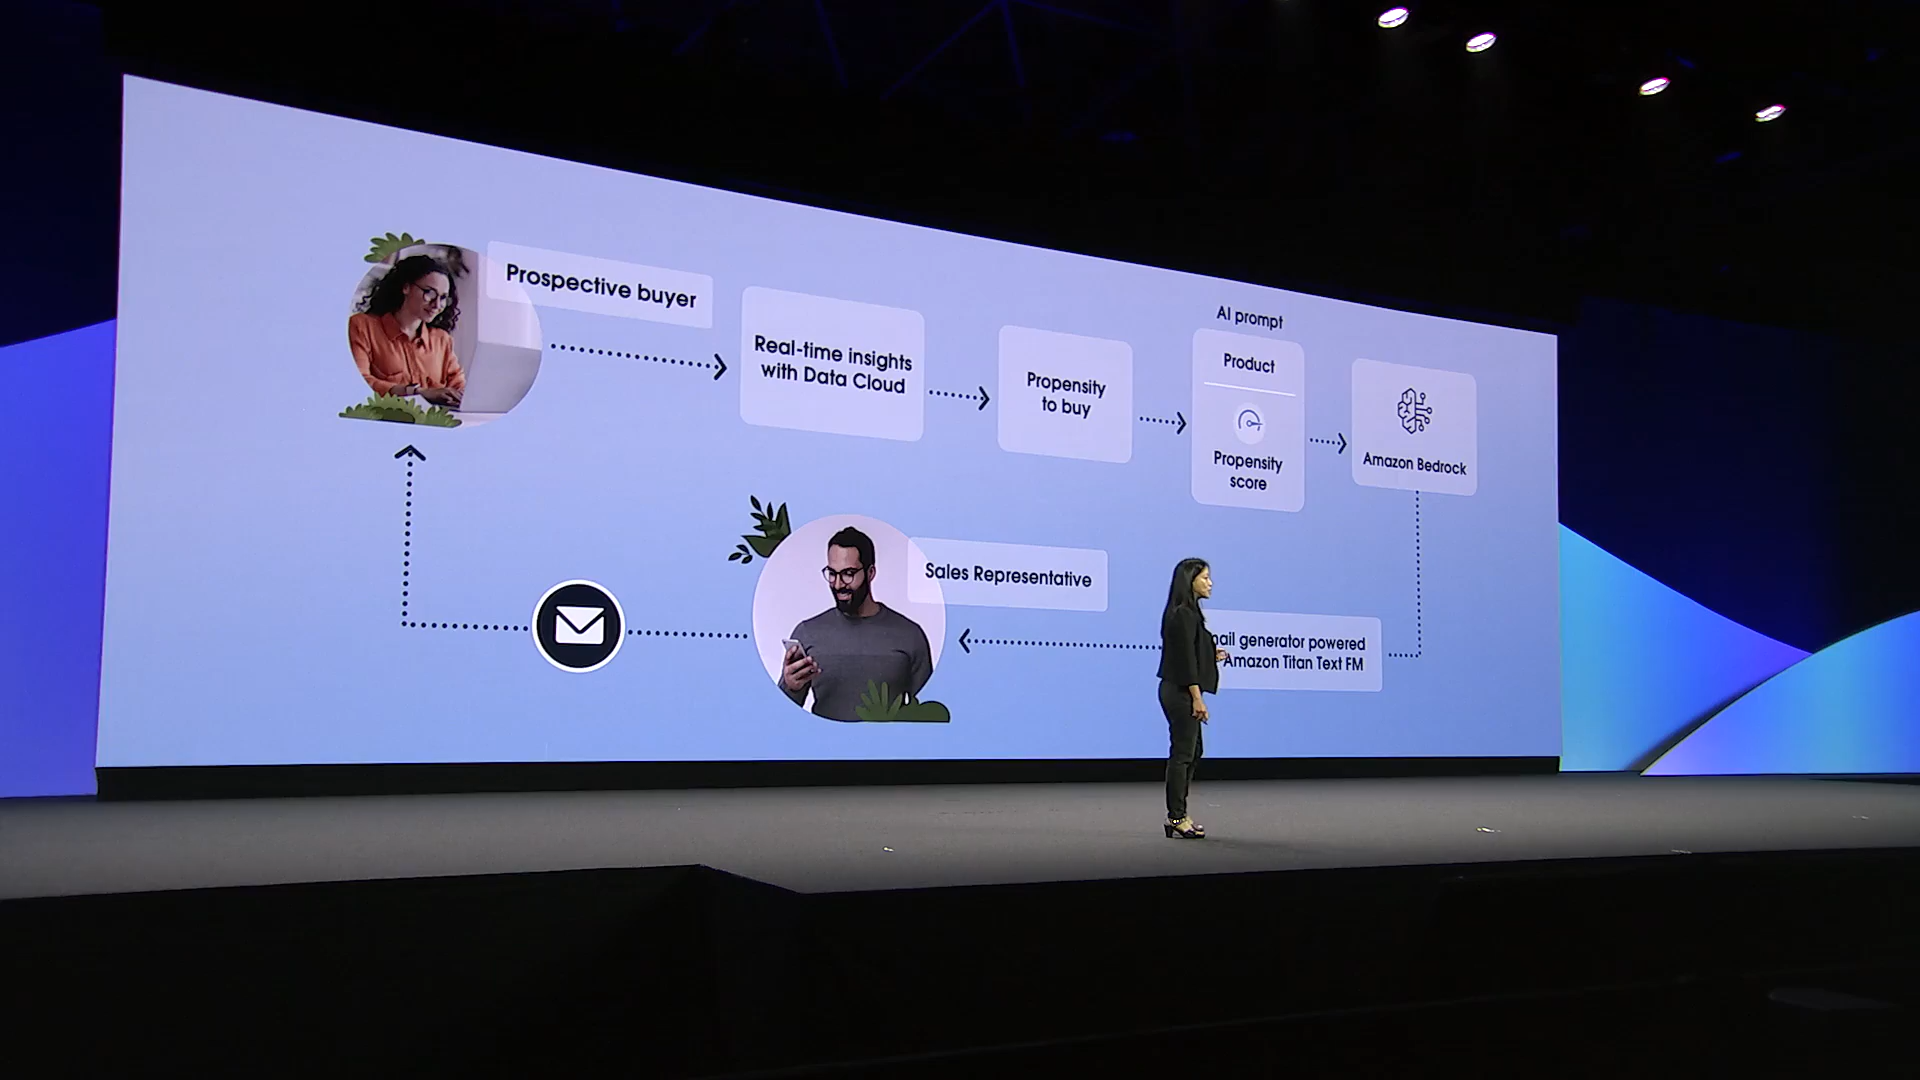 Prospective buyer
Real-time insights
with Data Cloud
Propensity
to buy
AI prompt
Product
Propensity
score
Amazon Bedrock
Sales Representative
generator powered
Amazon Titan Text FM